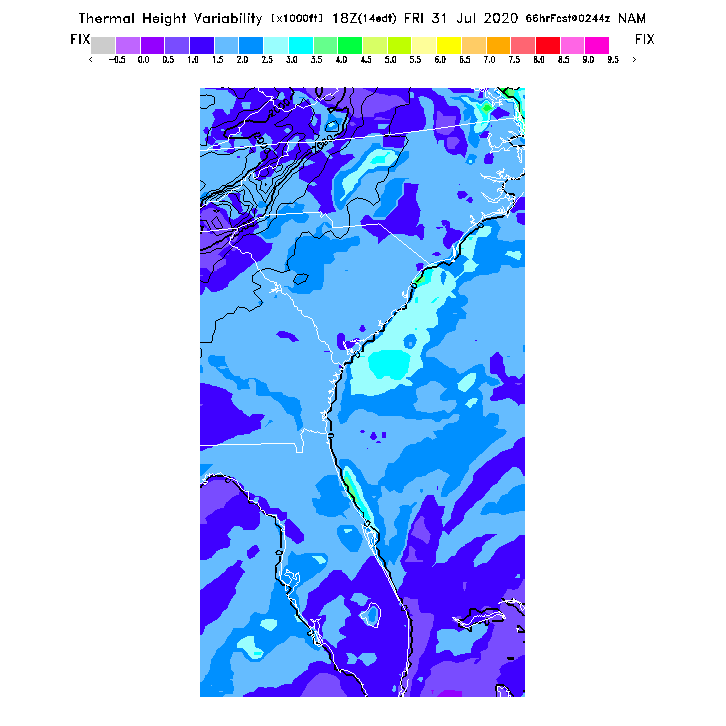 Thermal Height Variability [x1000ft] 18Z(14edt) FRI 31 Jul 2020 66hrFcst@0244z NAM
FIX FIX
< -0.5 0.0 0.5 1.0 1.5 2.0 2.5 3.0 3.5 4.0 4.5 5.0 5.5 6.0 6.5 7.0 7.5 8.0 8.5 9.0 9.5 >